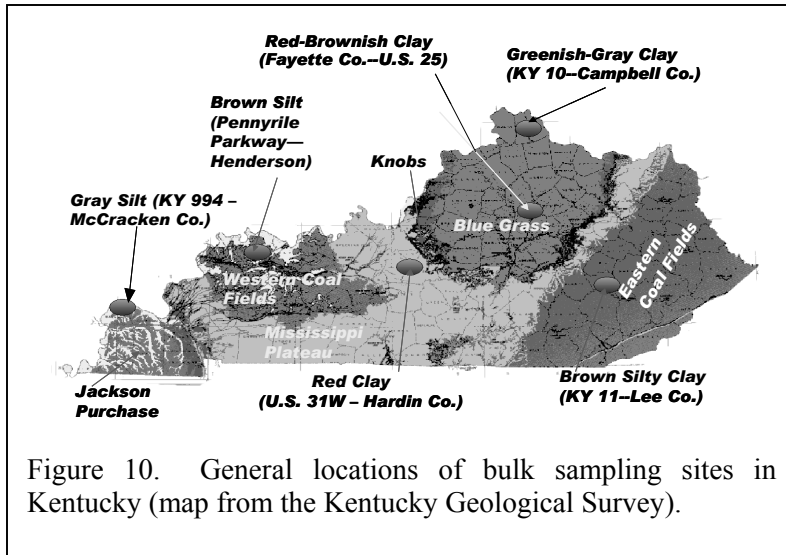 Red-Brownish Clay
(Fayette Co.--U.S. 25)
Greenish-Gray Clay
(KY 10--Campbell Co.)
Brown Silt
(Pennyrile
Parkway—
Henderson)
Knobs
Gray Silt (KY 994 –
McCracken Co.)
Blue Grass
Western Coal
Fields
Eastern
Coal Fields
Mississippi
Plateau
Jackson
Purchase
Red Clay
(U.S. 31W – Hardin Co.)
Brown Silty Clay
(KY 11--Lee Co.)
Figure 10. General locations of bulk sampling sites in
Kentucky (map from the Kentucky Geological Survey).